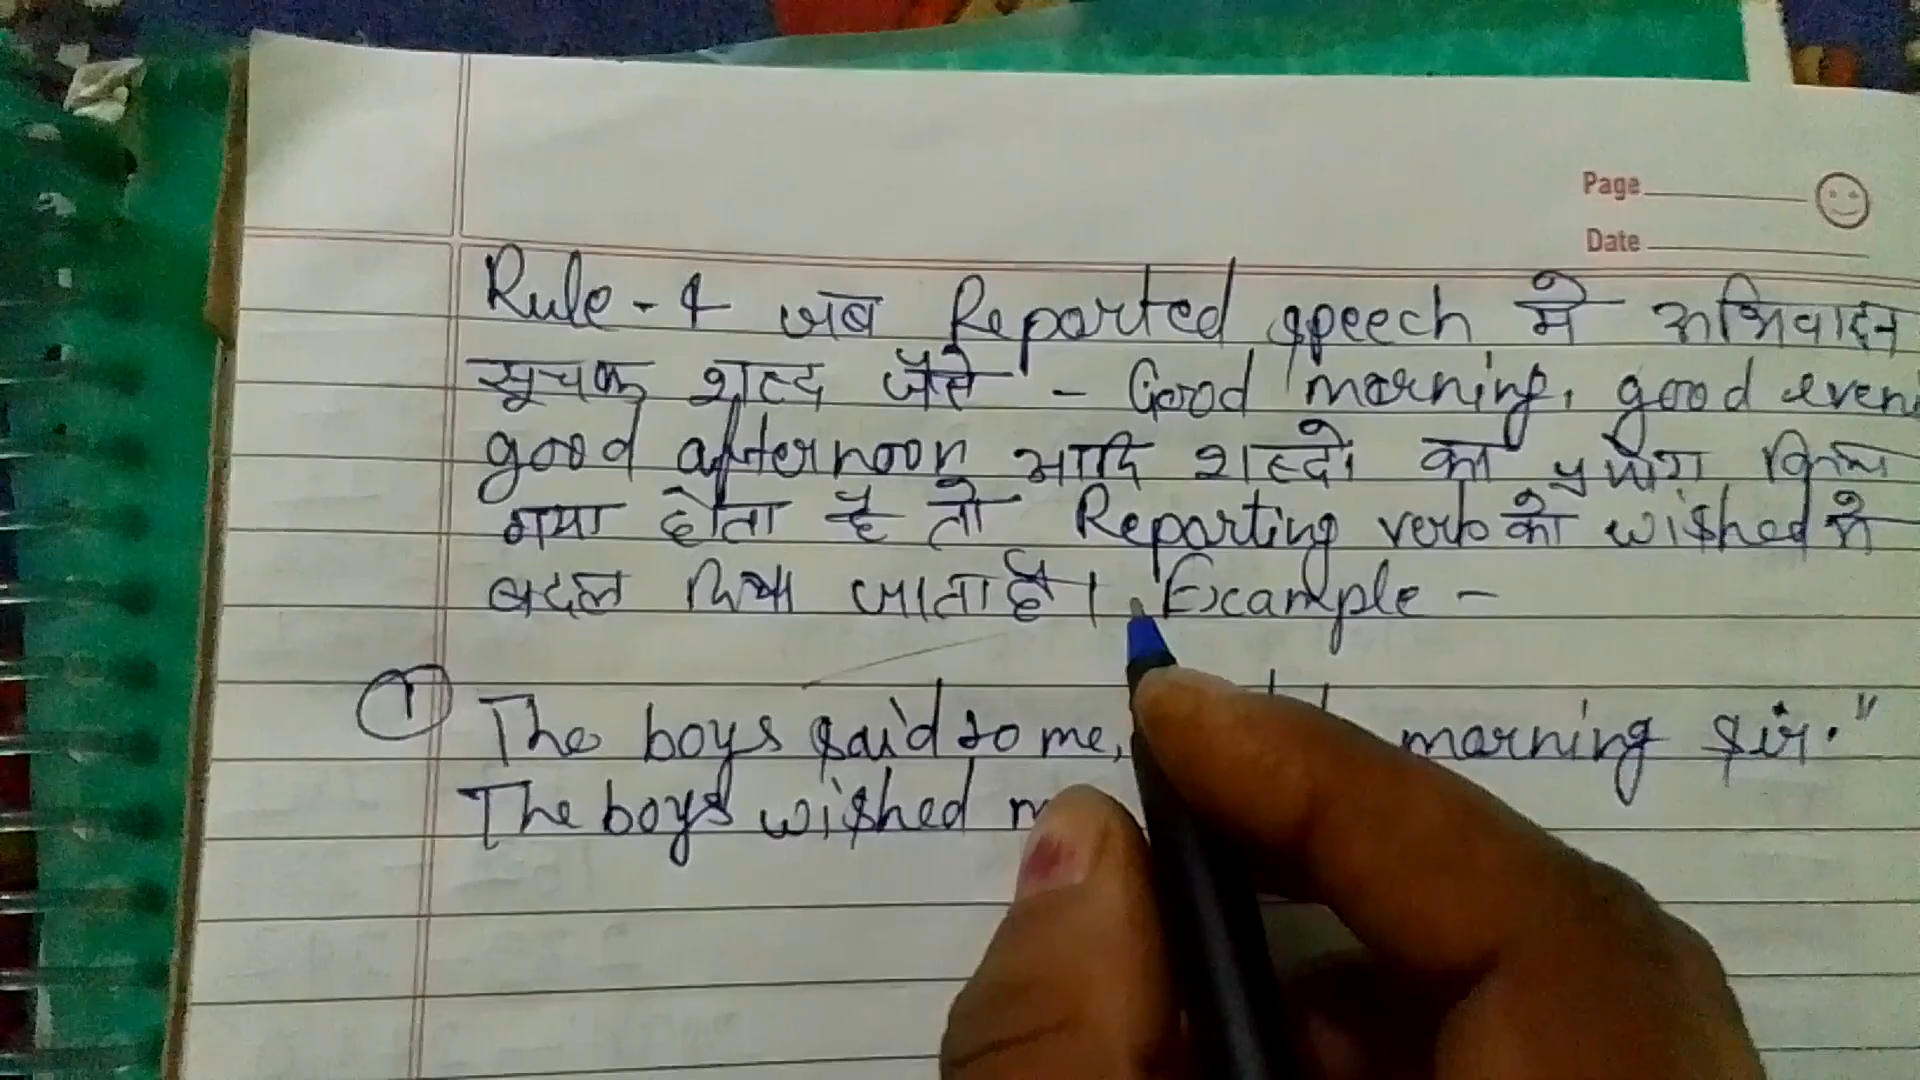 Page
Date
Rule - 4 जब Reported speech में अभिवादन
सूचक शब्द जैसे - Good morning, good even
good afternoon आदि शब्दों का प्रयोग किया
गया होता है तो Reporting verb को wished में
बदल दिया जाता है। Example -
1 The boys said to me, morning sir."
The boys wished